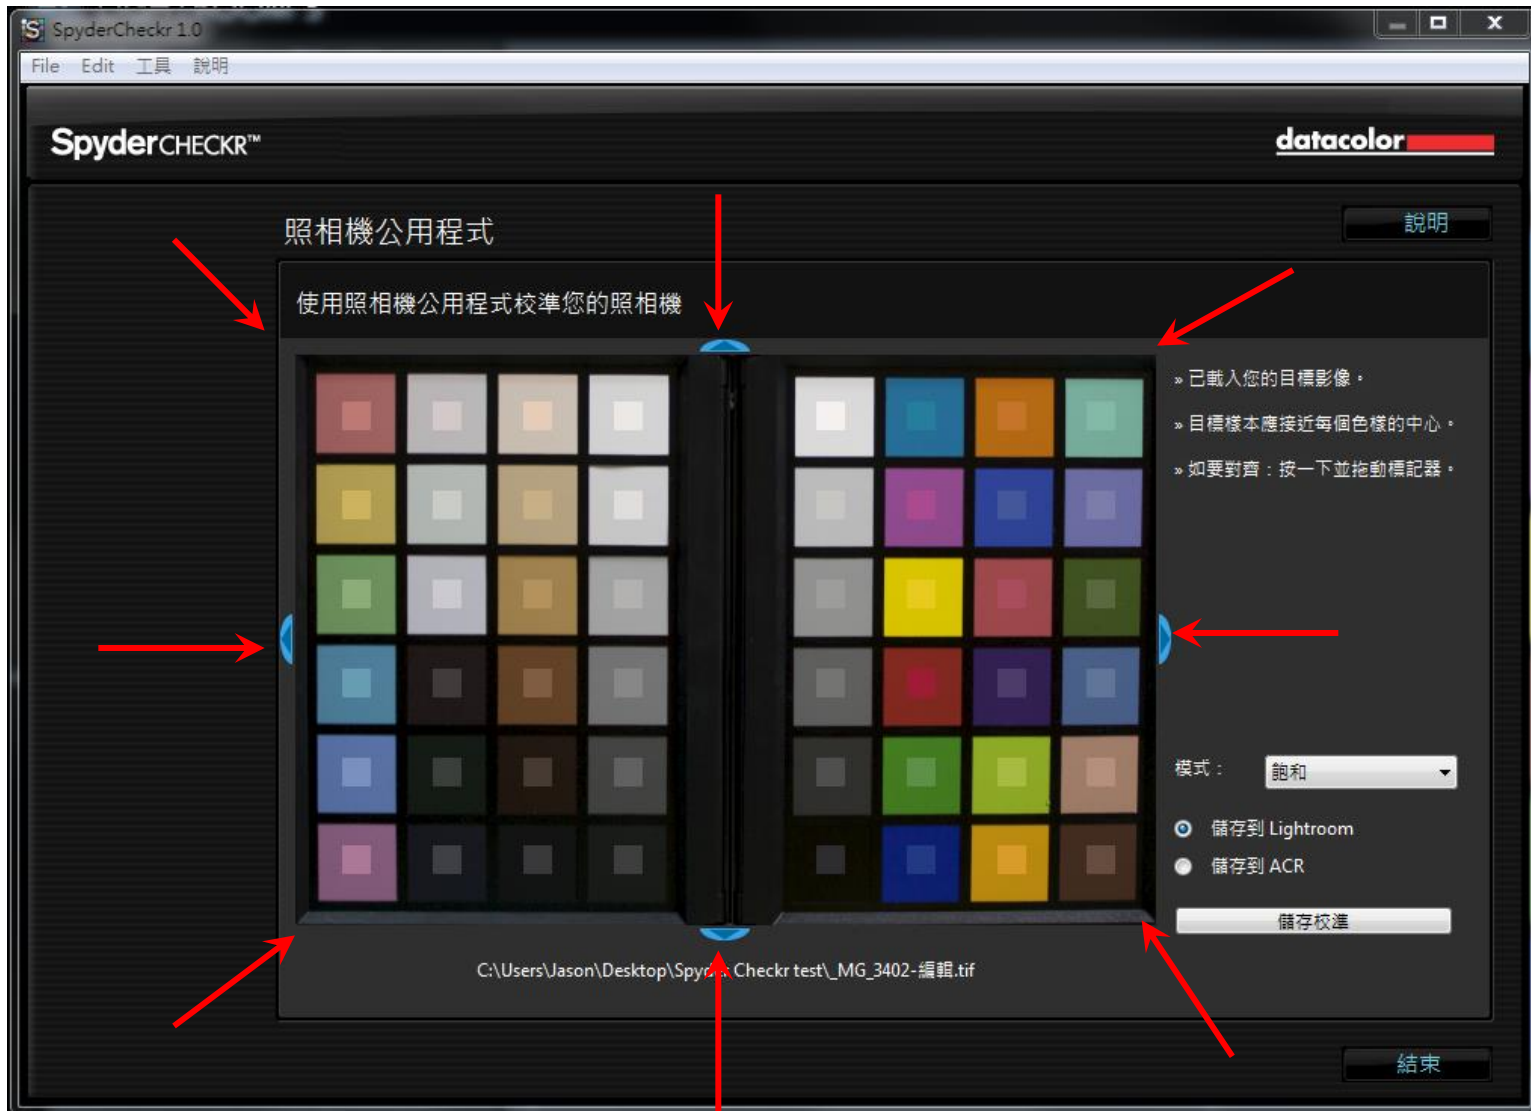 SpyderCheckr 1.0
File Edit 工具 說明
SpyderCHECKR™
datacolor
照相機公用程式
說明
使用照相機公用程式校準您的照相機
» 已載入您的目標影像。
» 目標樣本應接近每個色樣的中心。
» 如要對齊：按一下並拖動標記器。
模式：
飽和
儲存到 Lightroom
儲存到 ACR
儲存校準
C:\Users\Jason\Desktop\Spyder Checkr test\_MG_3402-編輯.tif
結束